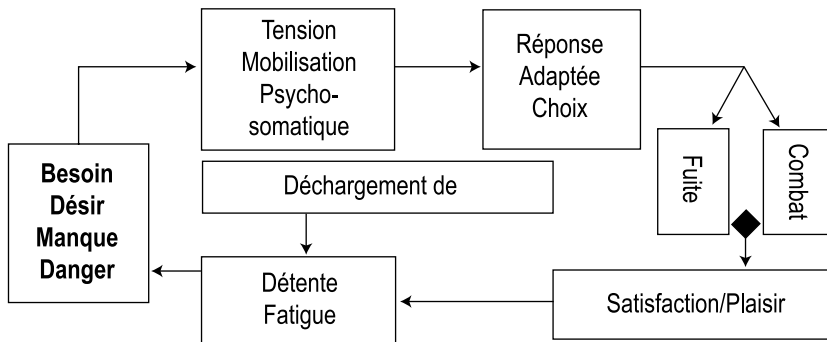 Tension
Mobilisation
Psycho-
somatique
Réponse
Adaptée
Choix
Fuite
Combat
Besoin
Désir
Manque
Danger
Déchargement de
Détente
Fatigue
Satisfaction/Plaisir